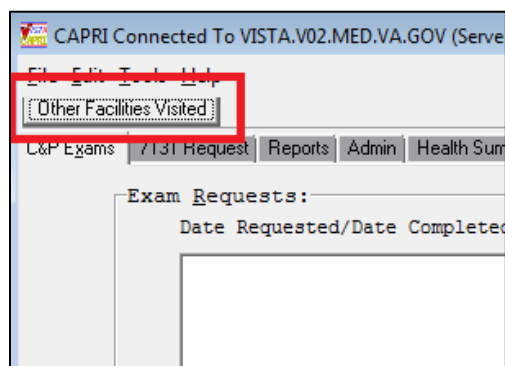 CAPRI Connected To VISTA.V02.MED.VA.GOV (Serve
File Edit Tools Help
Other Facilities Visited
C&P Exams 7131 Request Reports Admin Health Sum
Exam Requests:
Date Requested/Date Completed